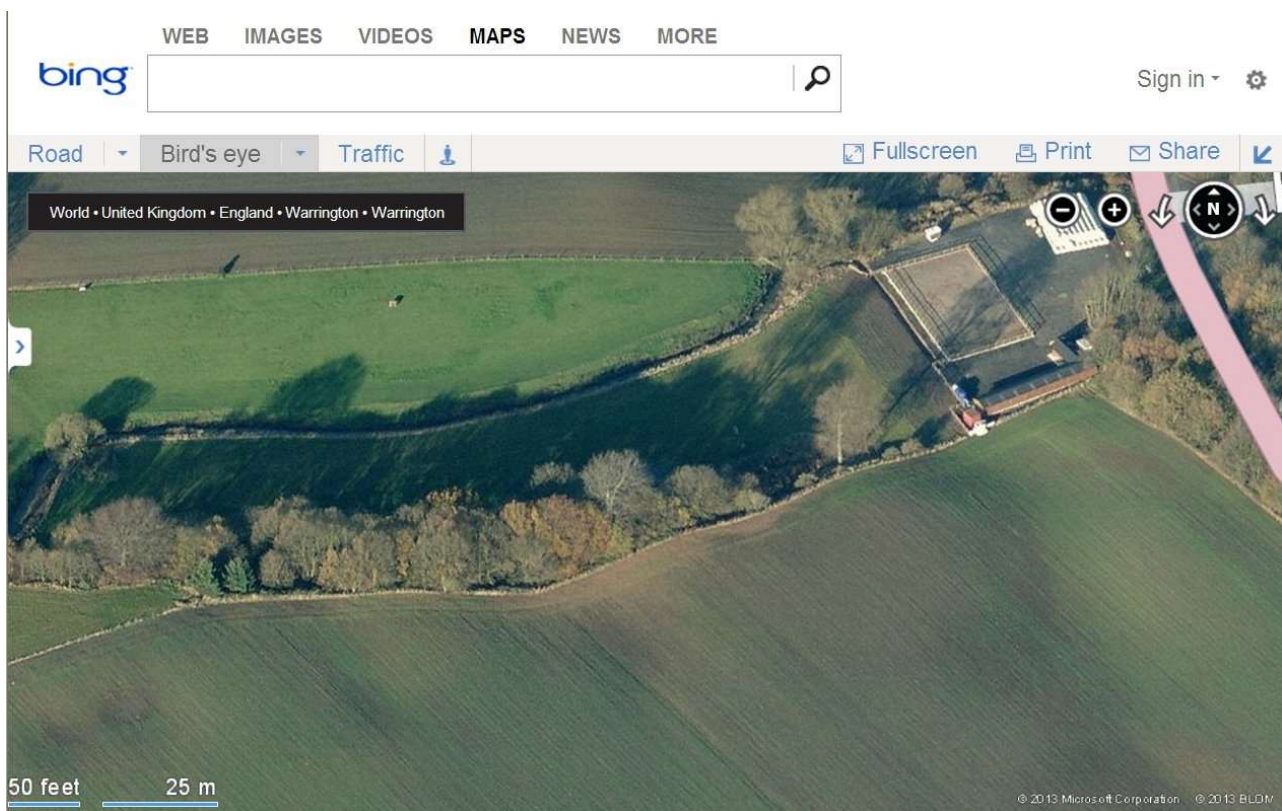 WEB IMAGES VIDEOS MAPS NEWS MORE
bing
Sign in
Road Bird's eye Traffic Fullscreen Print Share
World • United Kingdom • England • Warrington • Warrington
N
50 feet 25 m
© 2013 Microsoft Corporation © 2013 BLOM